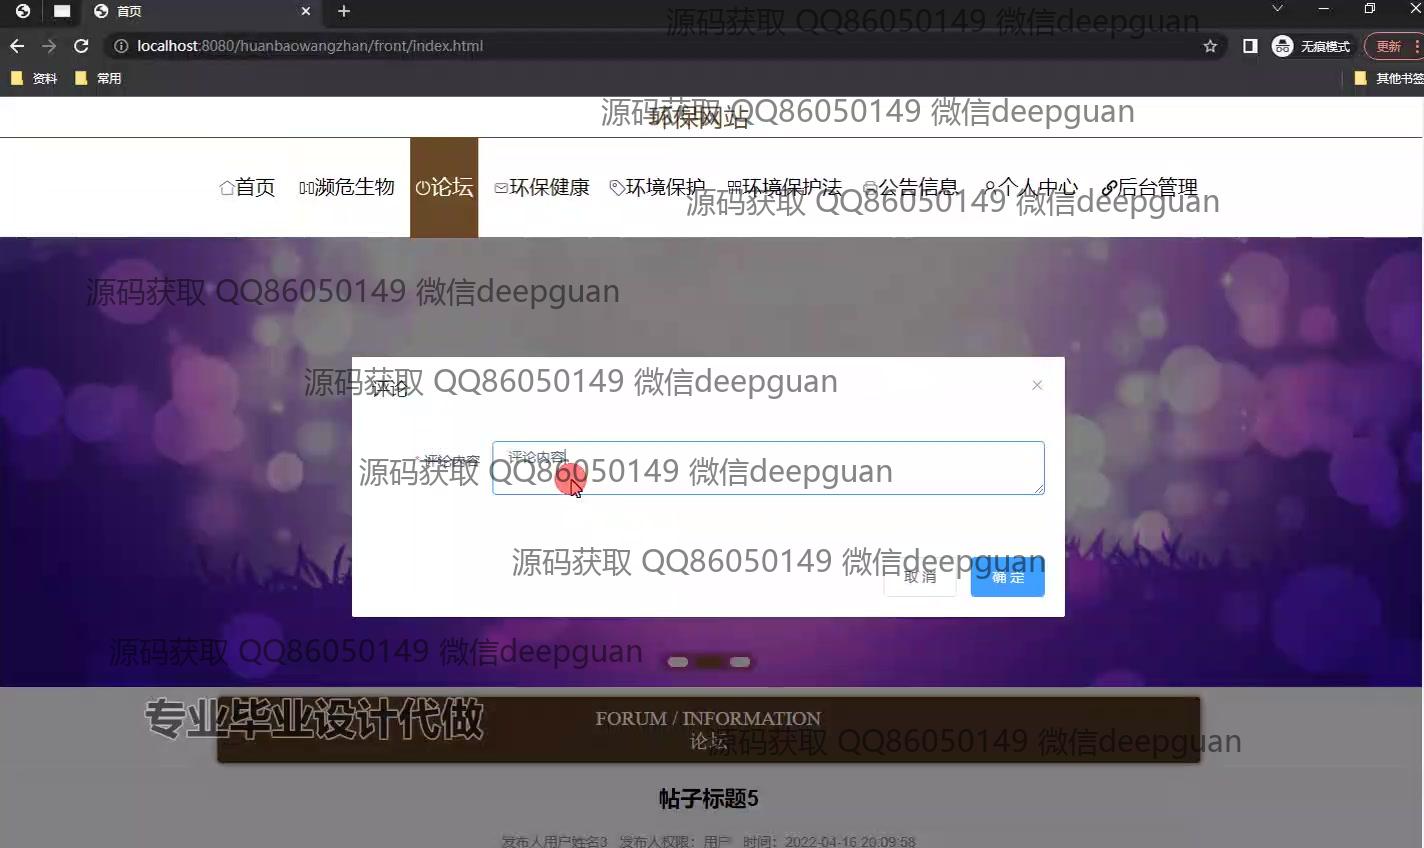 首页
源码获取 QQ86050149 微信deepguan
localhost:8080/huanbaowangzhan/front/index.html
无痕模式
更新
资料
常用
其他书签
源码获取 QQ86050149 微信deepguan
环保网站
首页
濒危生物
论坛
环保健康
环境保护
环境保护法
公告信息
个人中心
后台管理
源码获取 QQ86050149 微信deepguan
源码获取 QQ86050149 微信deepguan
源码获取 QQ86050149 微信deepguan
评论
* 评论内容
评论内容
源码获取 QQ86050149 微信deepguan
源码获取 QQ86050149 微信deepguan
取消
确定
源码获取 QQ86050149 微信deepguan
专业毕业设计代做
FORUM / INFORMATION
论坛
源码获取 QQ86050149 微信deepguan
帖子标题5
发布人用户姓名3 发布人权限：用户 时间：2022-04-16 20:09:58